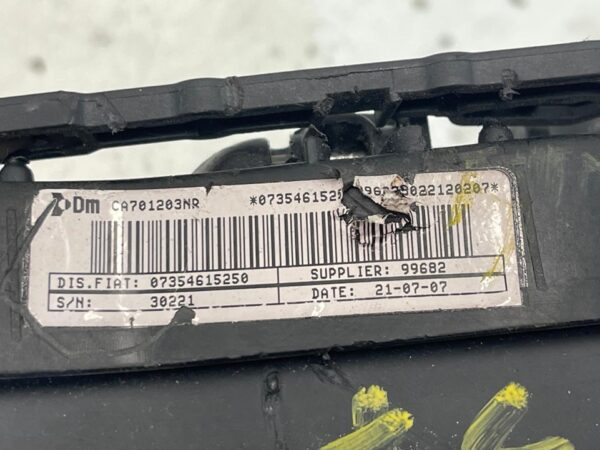 Dm CA701203NR
DIS.FIAT: 07354615250 SUPPLIER: 99682
S/N: 30221 DATE: 21-07-07